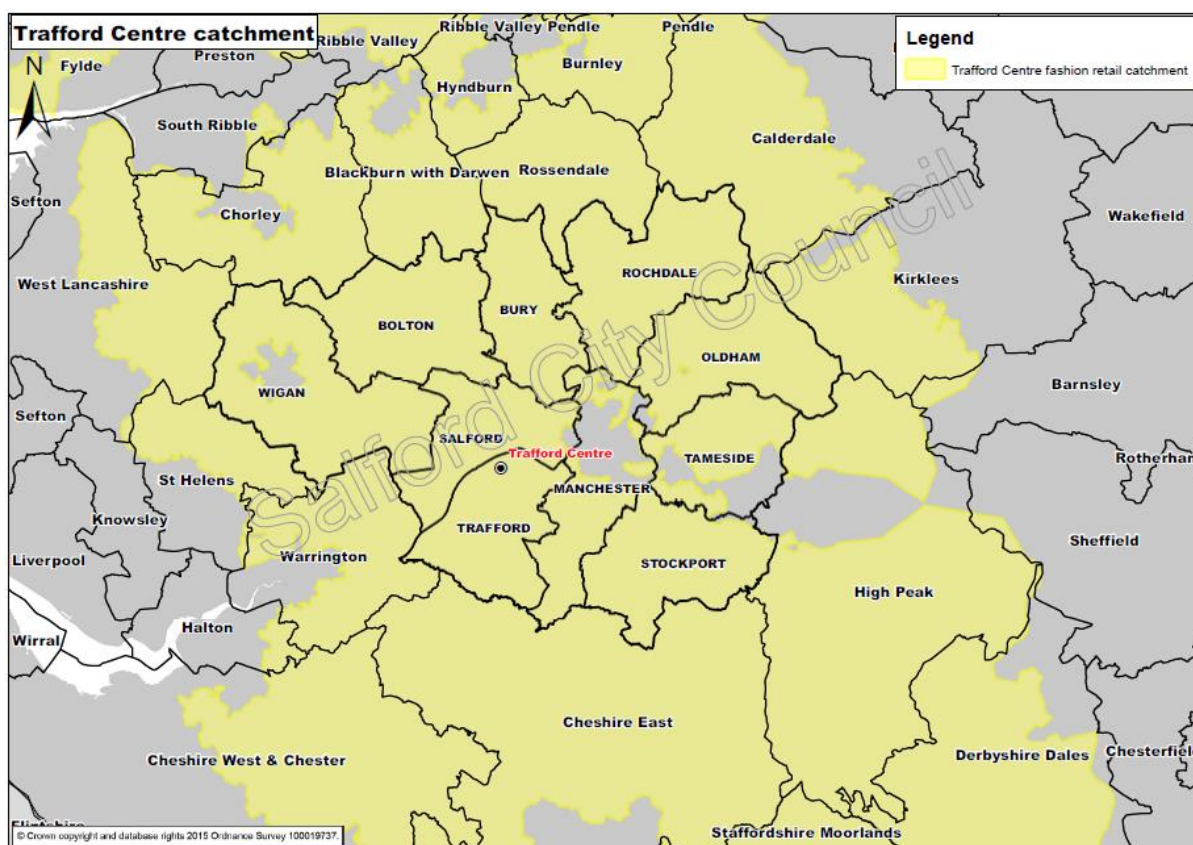 Trafford Centre catchment
Ribble Valley
Ribble Valley
Pendle
Pendle
Legend
Trafford Centre fashion retail catchment
N
Fylde
Preston
Burnley
Hyndburn
South Ribble
Calderdale
Blackburn with Darwen
Rossendale
Sefton
Chorley
Wakefield
West Lancashire
ROCHDALE
Kirklees
BURY
BOLTON
OLDHAM
Barnsley
WIGAN
Sefton
SALFORD
Trafford Centre
TAMESIDE
Rotherham
St Helens
MANCHESTER
Knowsley
TRAFFORD
Sheffield
Liverpool
Warrington
STOCKPORT
High Peak
Halton
Wirral
Cheshire East
Cheshire West & Chester
Derbyshire Dales
Chesterfield
Staffordshire Moorlands
© Crown copyright and database rights 2015 Ordnance Survey 100019737.
Salford City Council